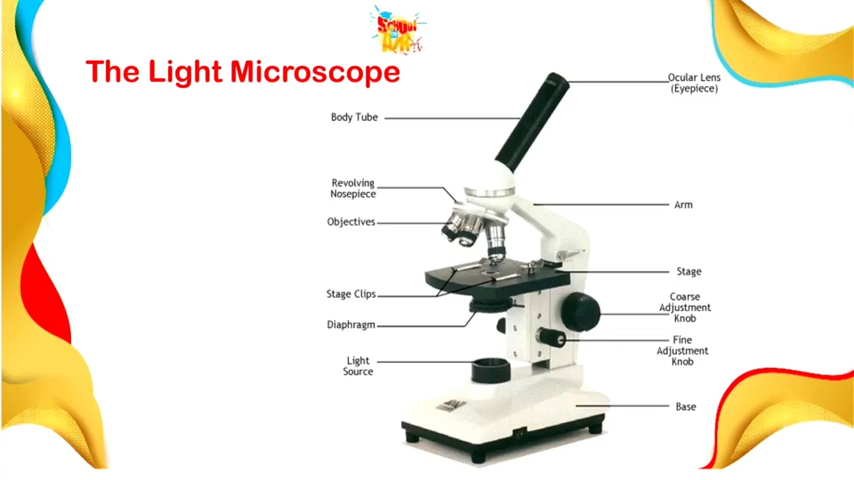 SCHOOL
The Light Microscope
Ocular Lens
(Eyepiece)
Body Tube
Revolving
Nosepiece
Objectives
Arm
Stage
Stage Clips
Coarse
Adjustment
Knob
Diaphragm
Fine
Adjustment
Knob
Light
Source
Base